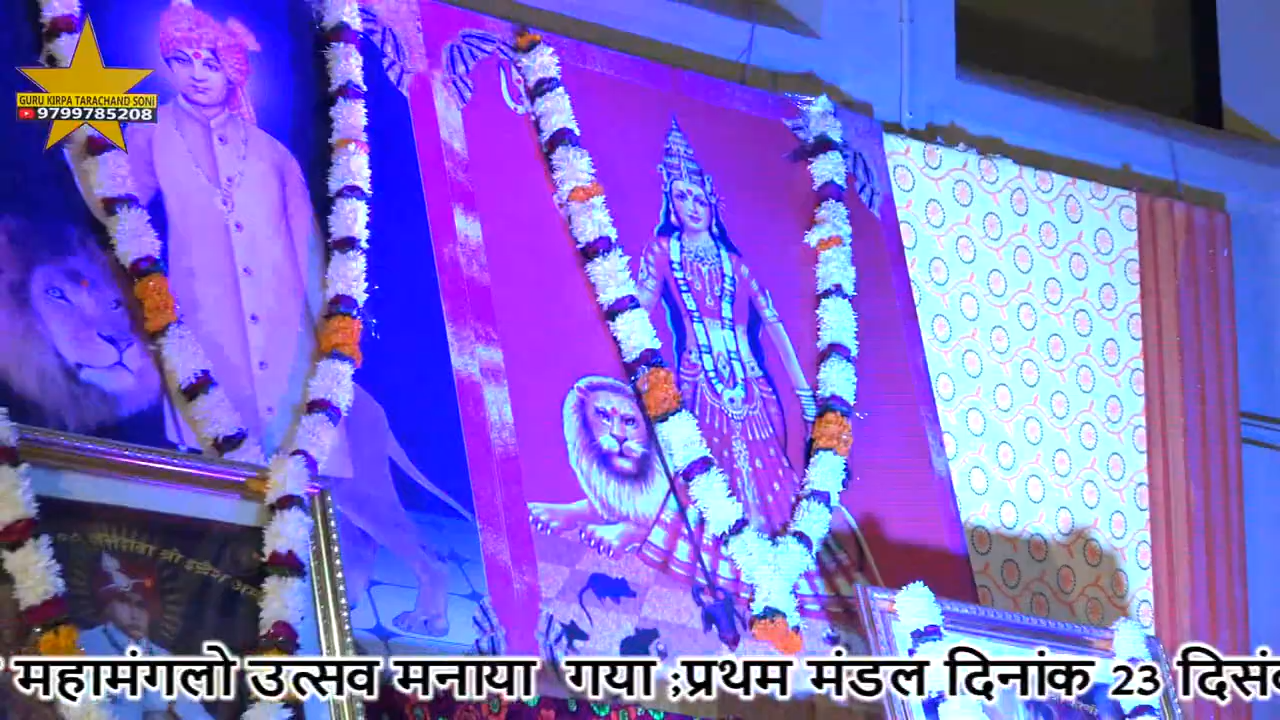 GURU KIRPA TARACHAND SONI
9799785208
महामंगलो उत्सव मनाया गया ;प्रथम मंडल दिनांक 23